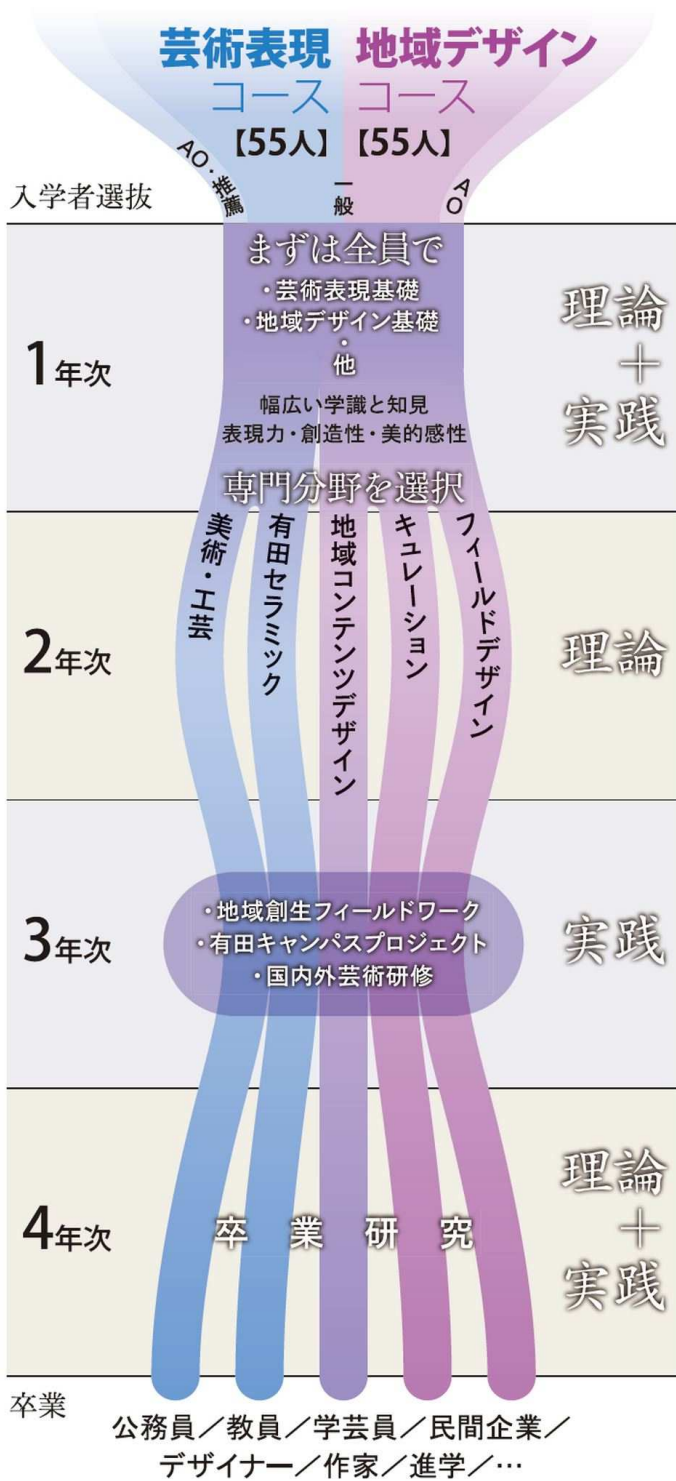 芸術表現 地域デザイン
コース コース
【55人】【55人】
AO・推薦
一般
AO
入学者選抜
まずは全員で
・芸術表現基礎
・地域デザイン基礎
・
他
幅広い学識と知見
表現力・創造性・美的感性
専門分野を選択
1年次
理論
＋
実践
美術・工芸
有田セラミック
地域コンテンツデザイン
キュレーション
フィールドデザイン
2年次
理論
・地域創生フィールドワーク
・有田キャンパスプロジェクト
・国内外芸術研修
3年次
実践
4年次
卒業研究
理論
＋
実践
卒業
公務員／教員／学芸員／民間企業／
デザイナー／作家／進学／…